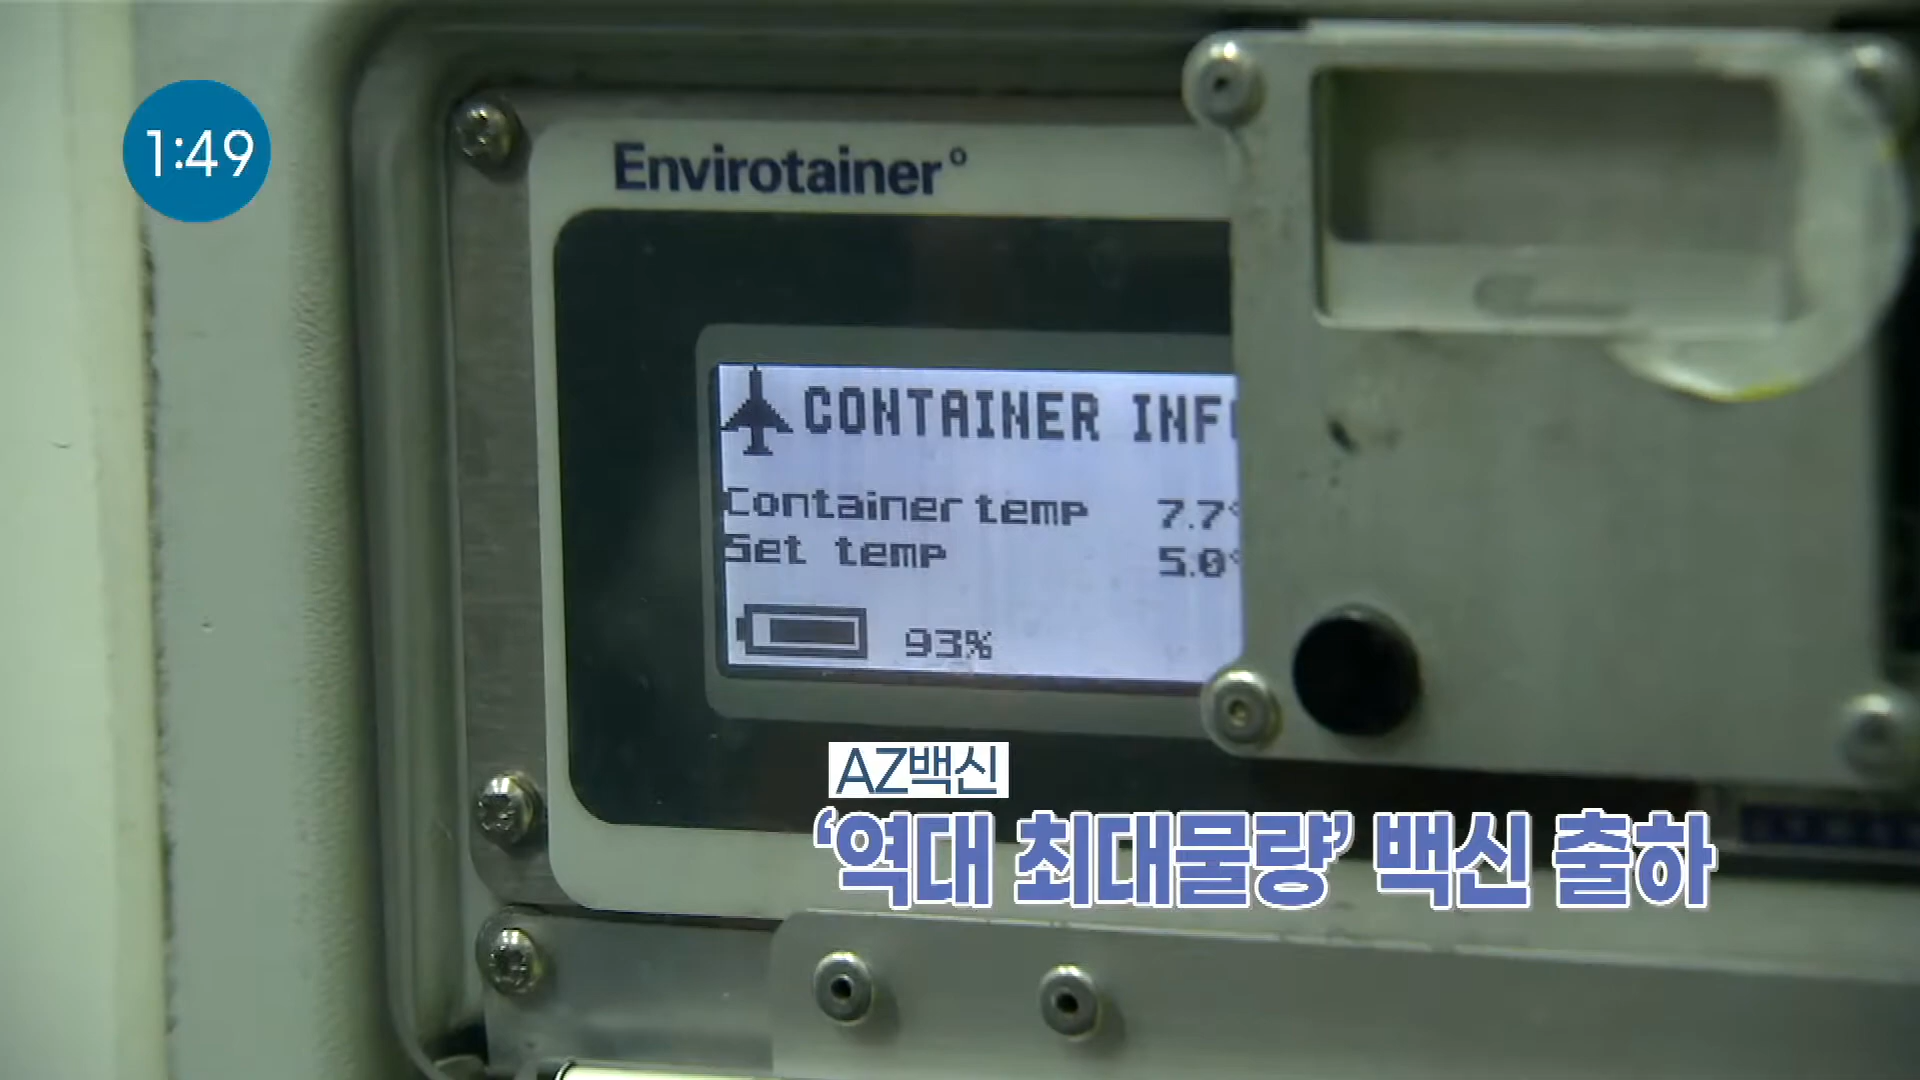 1:49
Envirotainer°
CONTAINER INF
Container temp 7.7°
Set temp 5.0°
93%
AZ백신
‘역대 최대물량’ 백신 출하